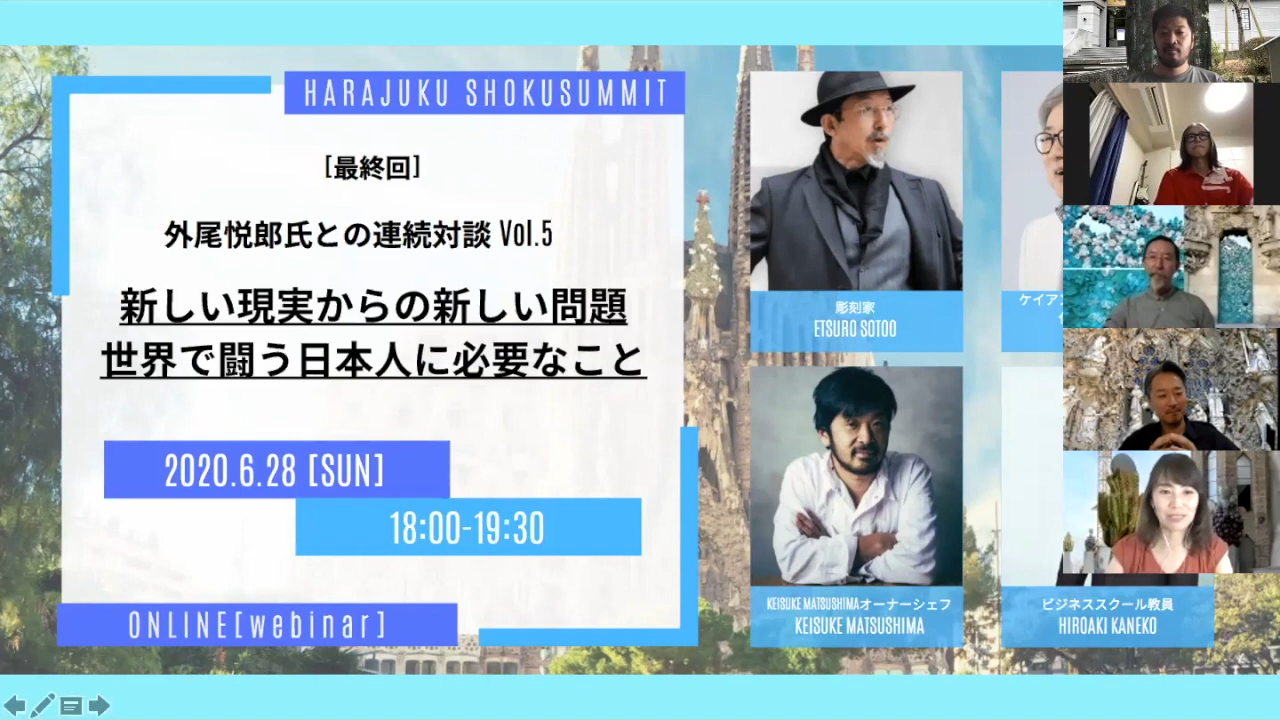 HARAJUKU SHOKUSUMMIT
[最終回]
外尾悦郎氏との連続対談 Vol.5
新しい現実からの新しい問題
世界で闘う日本人に必要なこと
2020.6.28 [SUN]
18:00-19:30
ONLINE[webinar]
彫刻家
ETSURO SOTOO
ケイアン
KEISUKE MATSUSHIMAオーナーシェフ
KEISUKE MATSUSHIMA
ビジネススクール教員
HIROAKI KANEKO